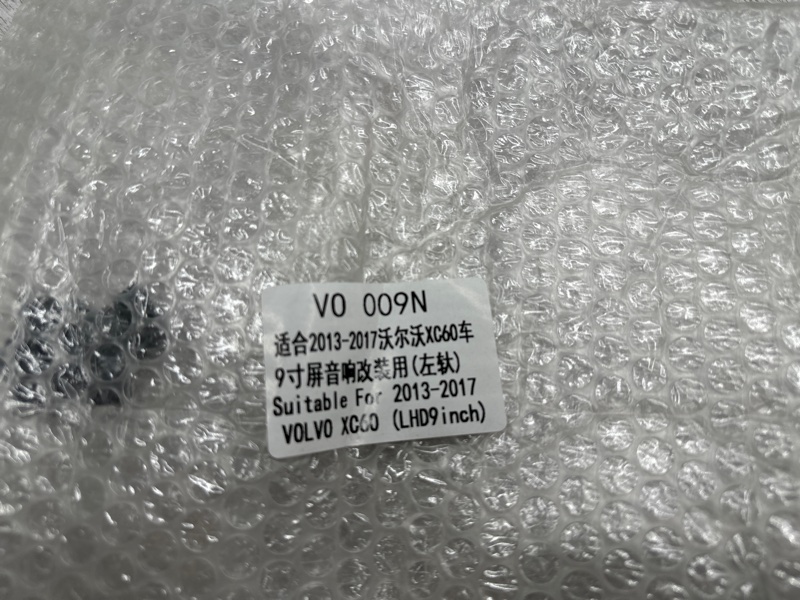 VO 009N
适合2013-2017沃尔沃XC60车
9寸屏音响改装用(左轪)
Suitable For 2013-2017
VOLVO XC60 (LHD9inch)